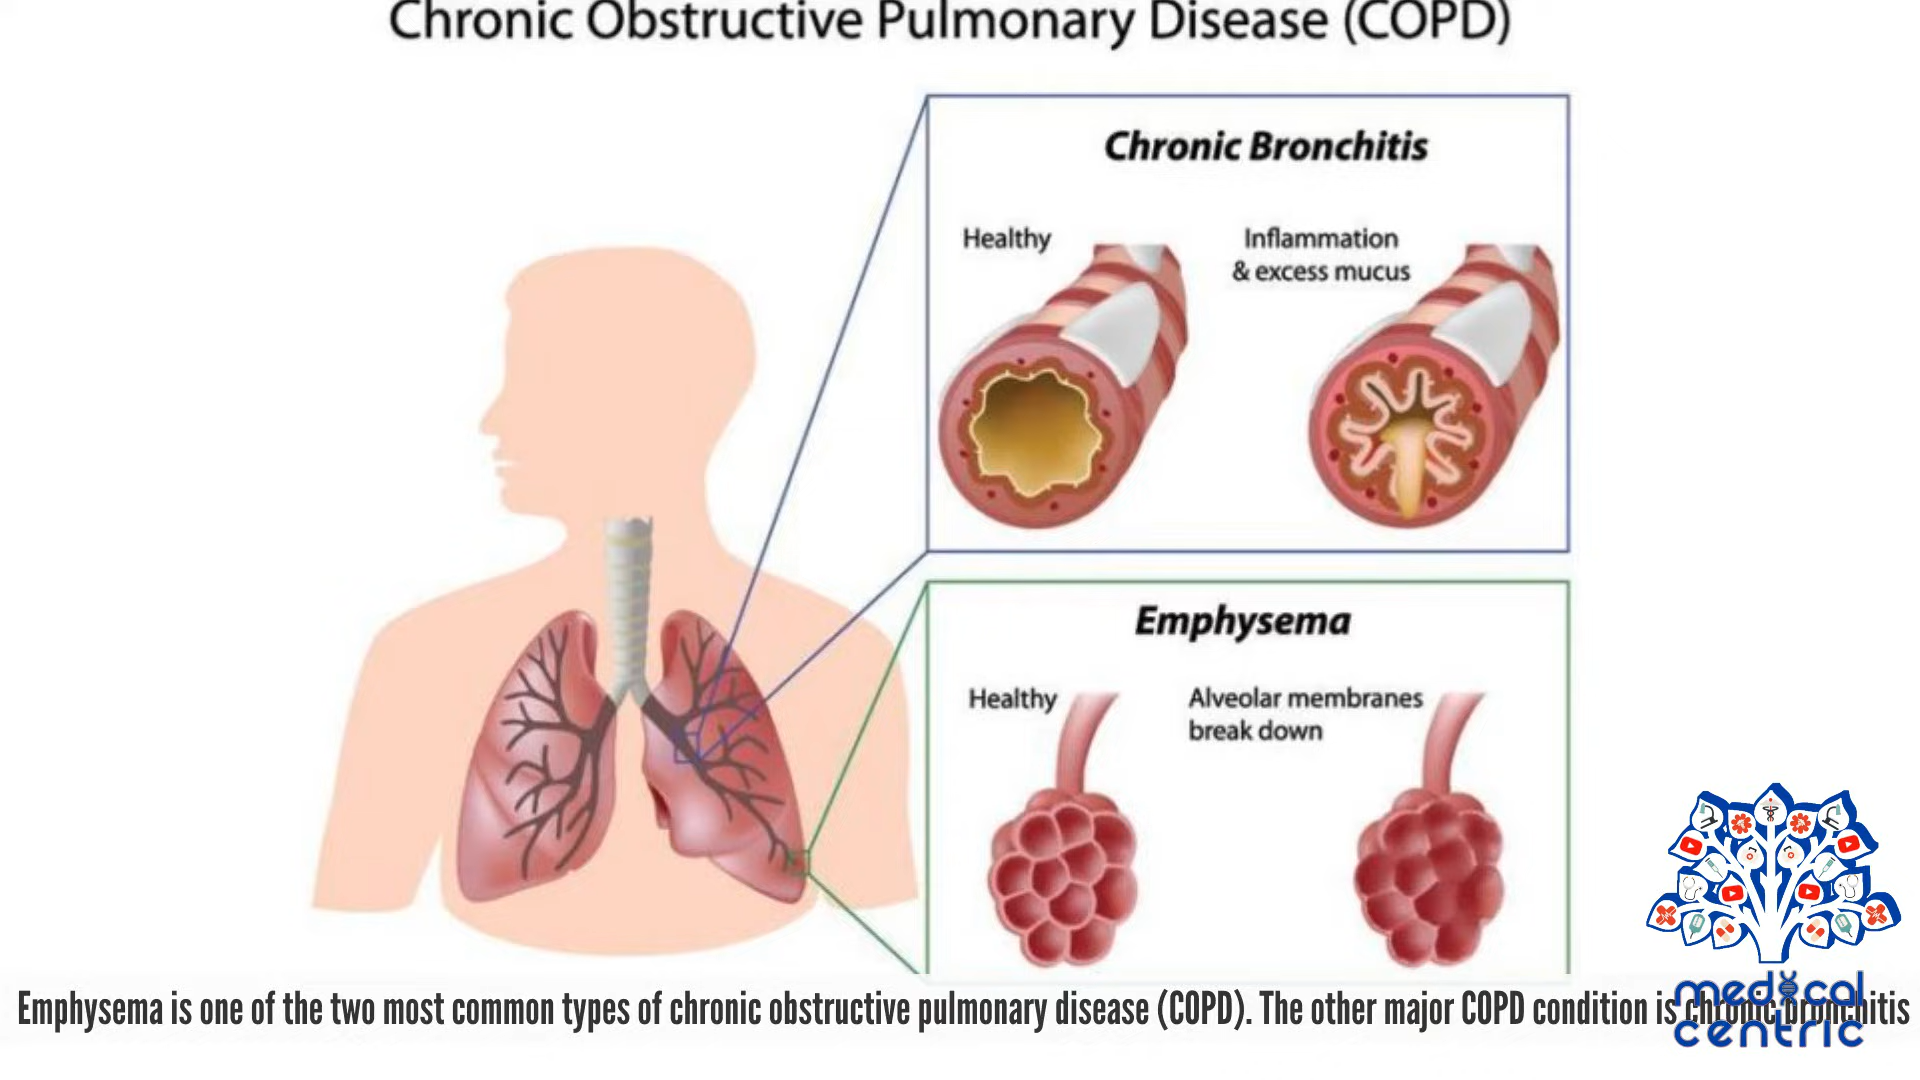 Chronic Obstructive Pulmonary Disease (COPD)
Chronic Bronchitis
Healthy
Inflammation
& excess mucus
Emphysema
Healthy
Alveolar membranes
break down
Emphysema is one of the two most common types of chronic obstructive pulmonary disease (COPD). The other major COPD condition is chronic bronchitis
medical
centric